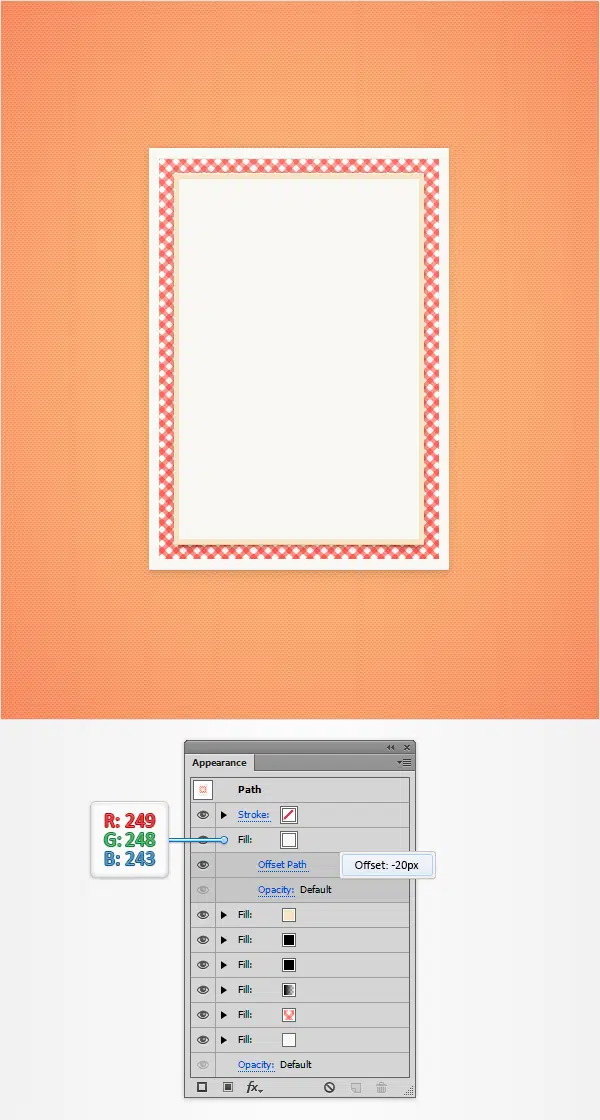 Appearance
Path
Stroke:
R: 249
G: 248
B: 243
Fill:
Offset Path
Offset: -20px
Opacity: Default
Fill:
Fill:
Fill:
Fill:
Fill:
Fill:
Opacity: Default
fx